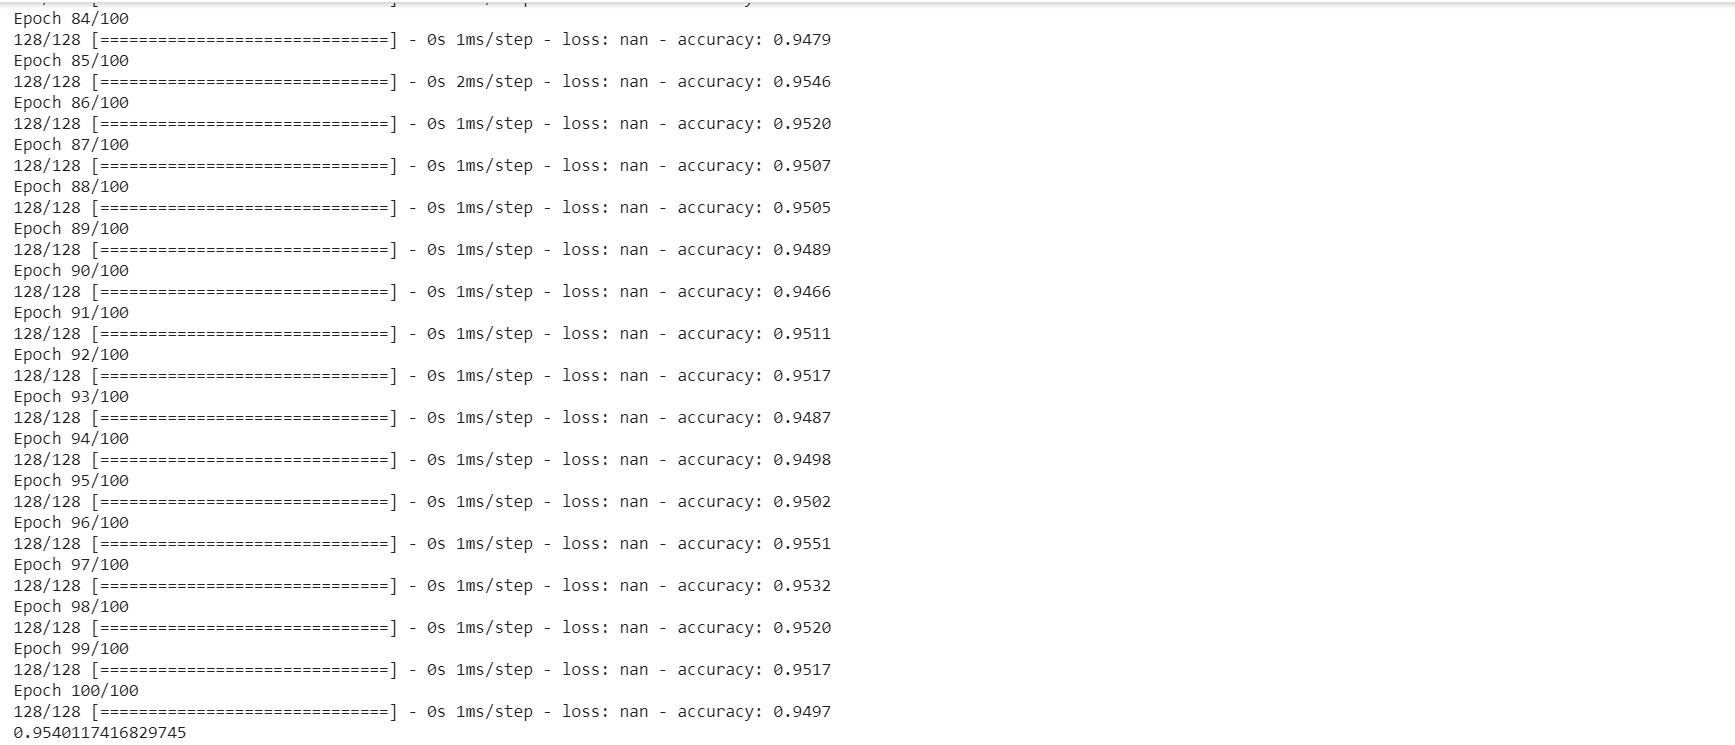 Epoch 84/100
128/128 [==============================] - 0s 1ms/step - loss: nan - accuracy: 0.9479
Epoch 85/100
128/128 [==============================] - 0s 2ms/step - loss: nan - accuracy: 0.9546
Epoch 86/100
128/128 [==============================] - 0s 1ms/step - loss: nan - accuracy: 0.9520
Epoch 87/100
128/128 [==============================] - 0s 1ms/step - loss: nan - accuracy: 0.9507
Epoch 88/100
128/128 [==============================] - 0s 1ms/step - loss: nan - accuracy: 0.9505
Epoch 89/100
128/128 [==============================] - 0s 1ms/step - loss: nan - accuracy: 0.9489
Epoch 90/100
128/128 [==============================] - 0s 1ms/step - loss: nan - accuracy: 0.9466
Epoch 91/100
128/128 [==============================] - 0s 1ms/step - loss: nan - accuracy: 0.9511
Epoch 92/100
128/128 [==============================] - 0s 1ms/step - loss: nan - accuracy: 0.9517
Epoch 93/100
128/128 [==============================] - 0s 1ms/step - loss: nan - accuracy: 0.9487
Epoch 94/100
128/128 [==============================] - 0s 1ms/step - loss: nan - accuracy: 0.9498
Epoch 95/100
128/128 [==============================] - 0s 1ms/step - loss: nan - accuracy: 0.9502
Epoch 96/100
128/128 [==============================] - 0s 1ms/step - loss: nan - accuracy: 0.9551
Epoch 97/100
128/128 [==============================] - 0s 1ms/step - loss: nan - accuracy: 0.9532
Epoch 98/100
128/128 [==============================] - 0s 1ms/step - loss: nan - accuracy: 0.9520
Epoch 99/100
128/128 [==============================] - 0s 1ms/step - loss: nan - accuracy: 0.9517
Epoch 100/100
128/128 [==============================] - 0s 1ms/step - loss: nan - accuracy: 0.9497
0.9540117416829745